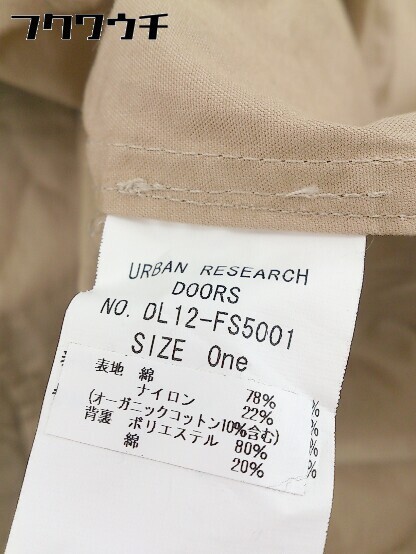 フクワウチ
URBAN RESEARCH
DOORS
NO. DL12-FS5001
SIZE One
表地 綿 78%
ナイロン 22%
(オーガニックコットン10%含む)
背裏 ポリエステル 80%
綿 20%